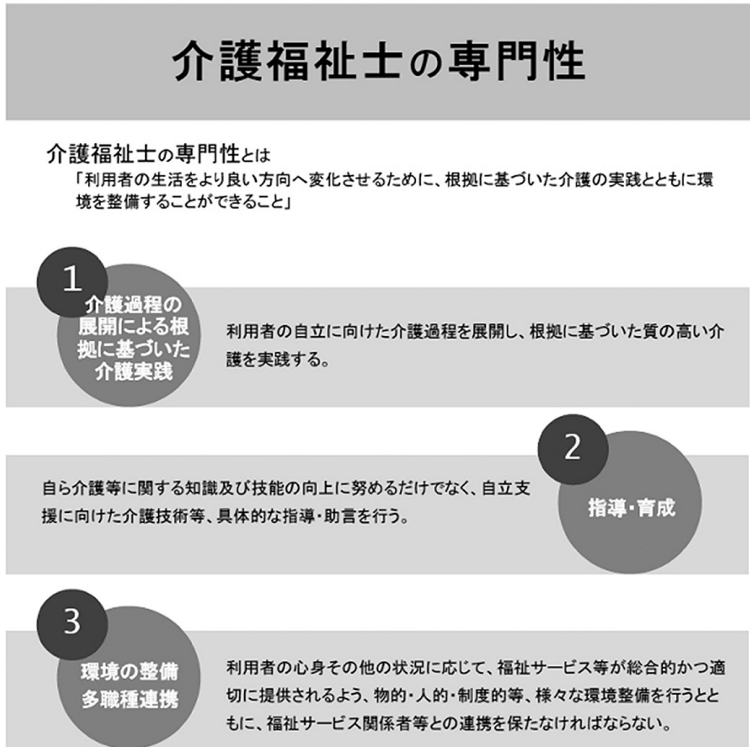 介護福祉士の専門性
介護福祉士の専門性とは
「利用者の生活をより良い方向へ変化させるために、根拠に基づいた介護の実践とともに環
境を整備することができること」
1
介護過程の
展開による根
拠に基づいた
介護実践
利用者の自立に向けた介護過程を展開し、根拠に基づいた質の高い介
護を実践する。
2
指導・育成
自ら介護等に関する知識及び技能の向上に努めるだけでなく、自立支
援に向けた介護技術等、具体的な指導・助言を行う。
3
環境の整備
多職種連携
利用者の心身その他の状況に応じて、福祉サービス等が総合的かつ適
切に提供されるよう、物的・人的・制度的等、様々な環境整備を行うとと
もに、福祉サービス関係者等との連携を保たなければならない。